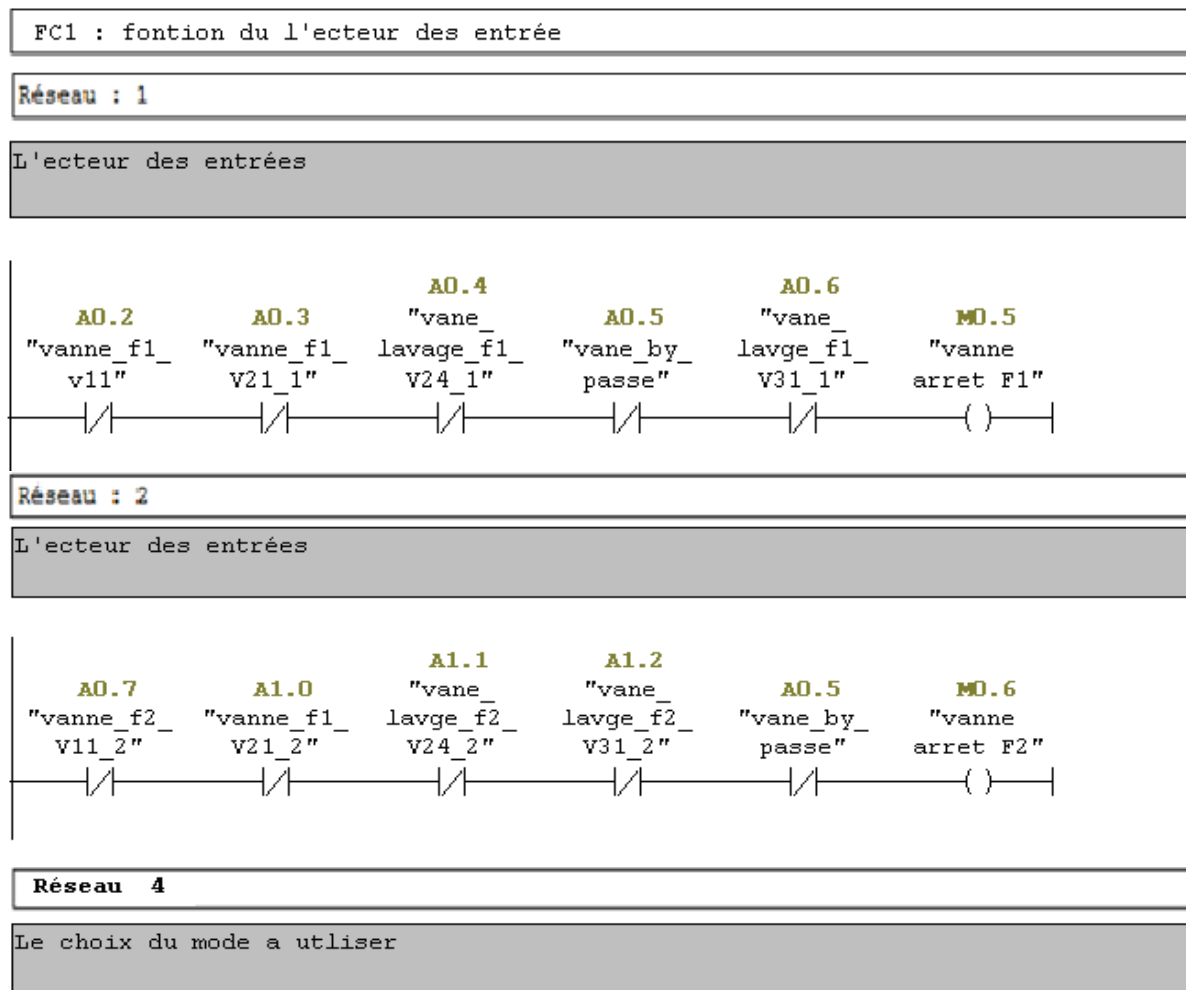 FC1 : fontion du l'ecteur des entrée
Réseau : 1
L'ecteur des entrées
A0.4 A0.6
A0.2 A0.3 "vane_ A0.5 "vane_ M0.5
"vanne_f1_ "vanne_f1_ lavage_f1_ "vane_by_ lavge_f1_ "vanne
v11" V21_1" V24_1" passe" V31_1" arret F1"
Réseau : 2
L'ecteur des entrées
A1.1 A1.2
A0.7 A1.0 "vane_ "vane_ A0.5 M0.6
"vanne_f2_ "vanne_f1_ lavge_f2_ lavge_f2_ "vane_by_ "vanne
V11_2" V21_2" V24_2" V31_2" passe" arret F2"
Réseau 4
Le choix du mode a utliser